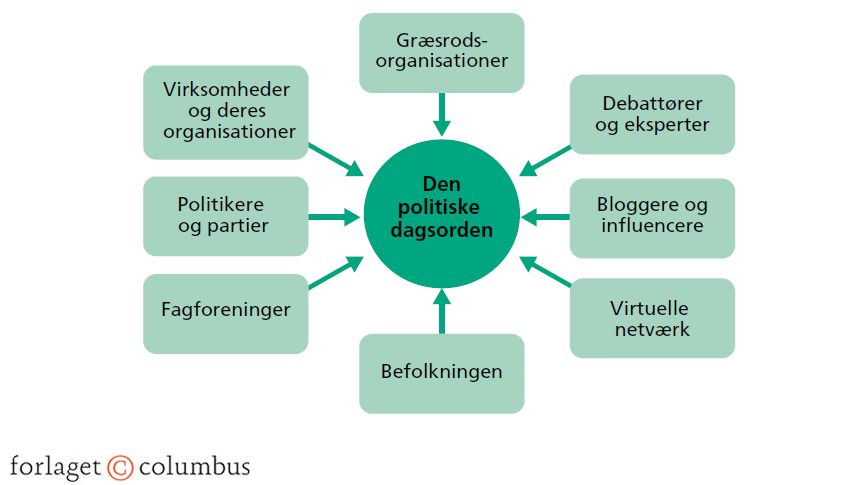 Græsrods-
organisationer
Virksomheder
og deres
organisationer
Debattører
og eksperter
Den
politiske
dagsorden
Politikere
og partier
Bloggere og
influencere
Fagforeninger
Virtuelle
netværk
Befolkningen
forlaget © columbus